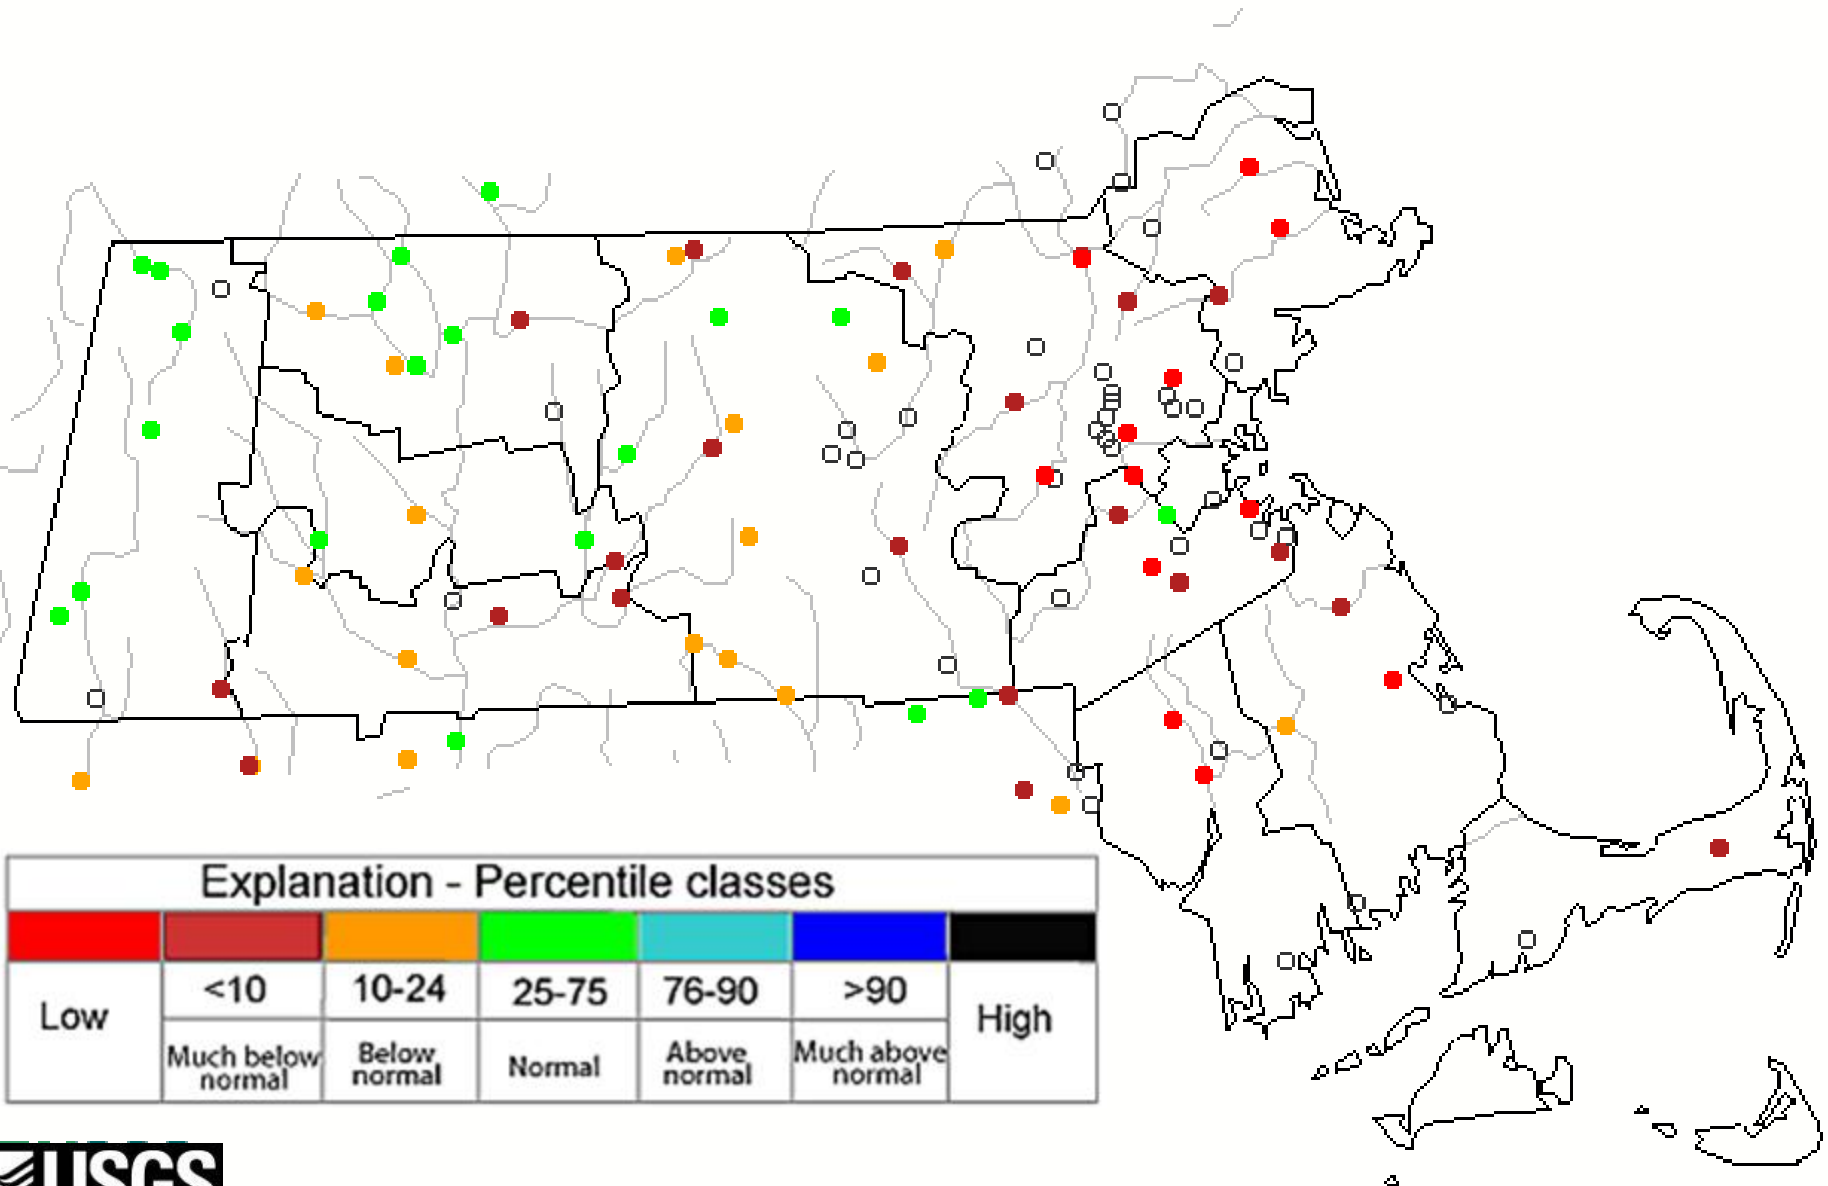 Explanation - Percentile classes
<10
10-24
25-75
76-90
>90
Low
High
Much below
normal
Below
normal
Normal
Above
normal
Much above
normal
USGS